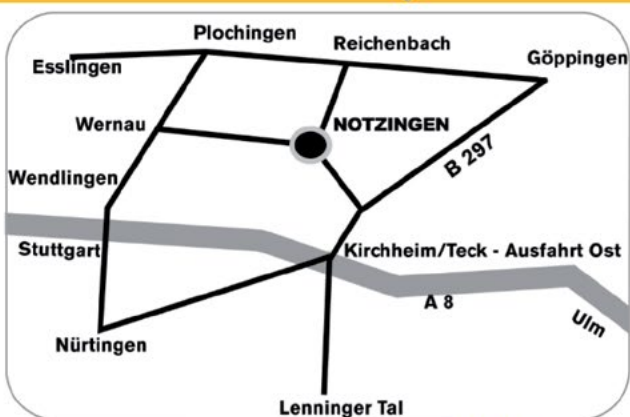 Plochingen
Reichenbach
Göppingen
Esslingen
Wernau
NOTZINGEN
B 297
Wendlingen
Stuttgart
Kirchheim/Teck - Ausfahrt Ost
A 8
Ulm
Nürtingen
Lenninger Tal